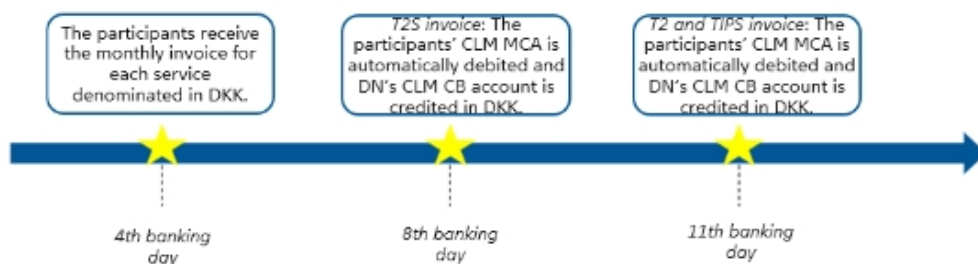 The participants receive
the monthly invoice for
each service
denominated in DKK.
T2S invoice: The
participants' CLM MCA is
automatically debited and
DN's CLM CB account is
credited in DKK.
T2 and TIPS invoice: The
participants' CLM MCA is
automatically debited and
DN's CLM CB account is
credited in DKK.
4th banking
day
8th banking
day
11th banking
day